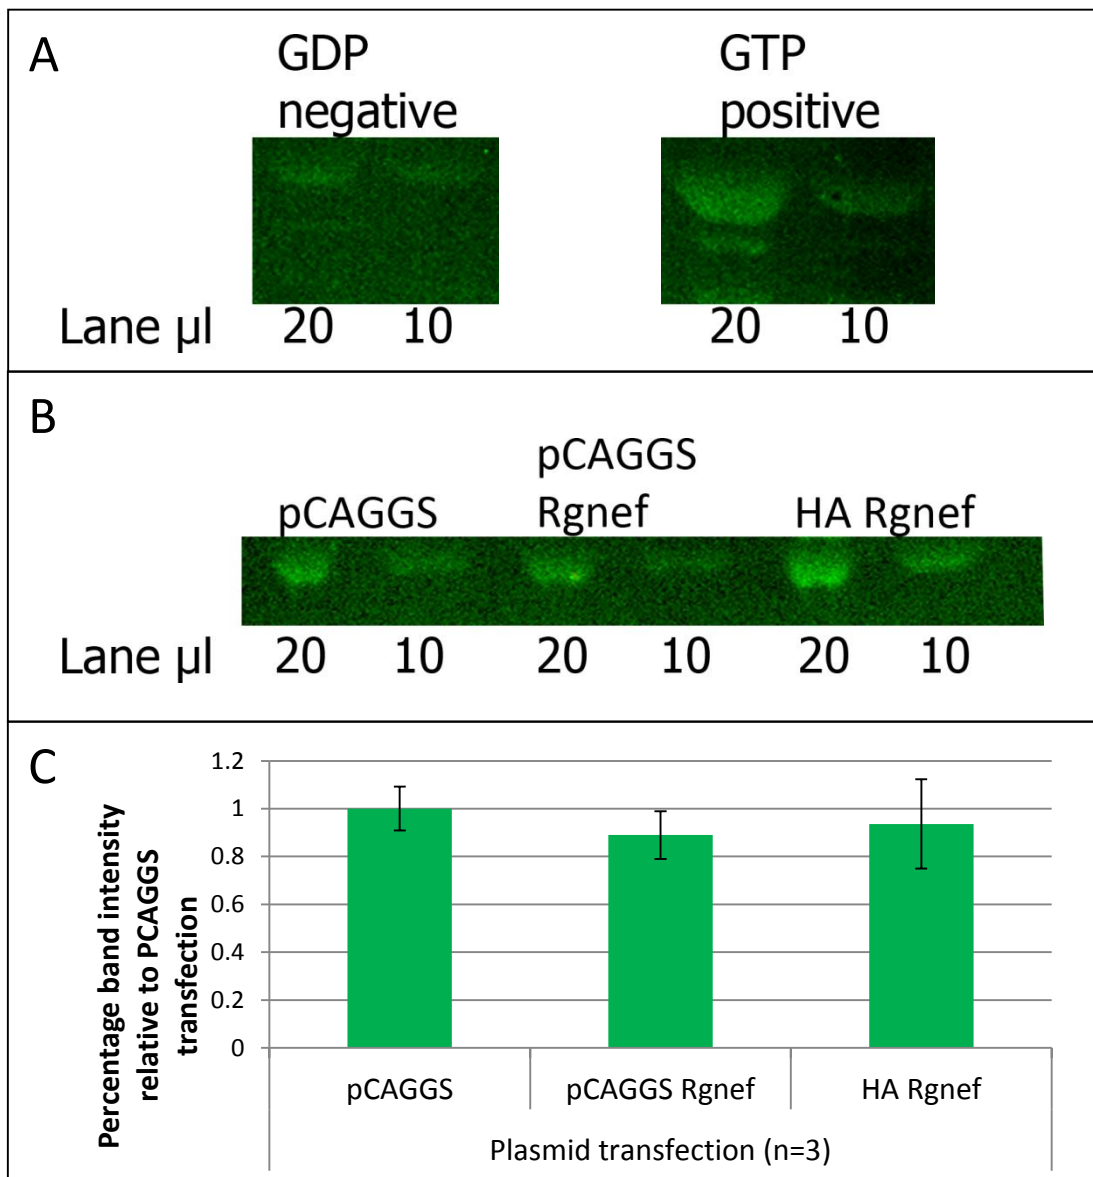 A
GDP
negative
GTP
positive
Lane µl
20
10
20
10
B
pCAGGS
pCAGGS
Rgnef
HA Rgnef
Lane µl
20
10
20
10
20
10
C
Percentage band intensity
relative to PCAGGS
transfection
1.2
1
0.8
0.6
0.4
0.2
0
pCAGGS
pCAGGS Rgnef
HA Rgnef
Plasmid transfection (n=3)